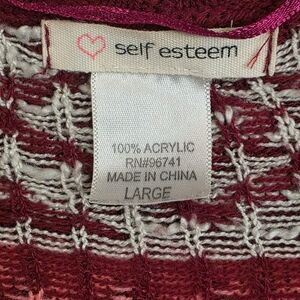 self esteem
100% ACRYLIC
RN#96741
MADE IN CHINA
LARGE